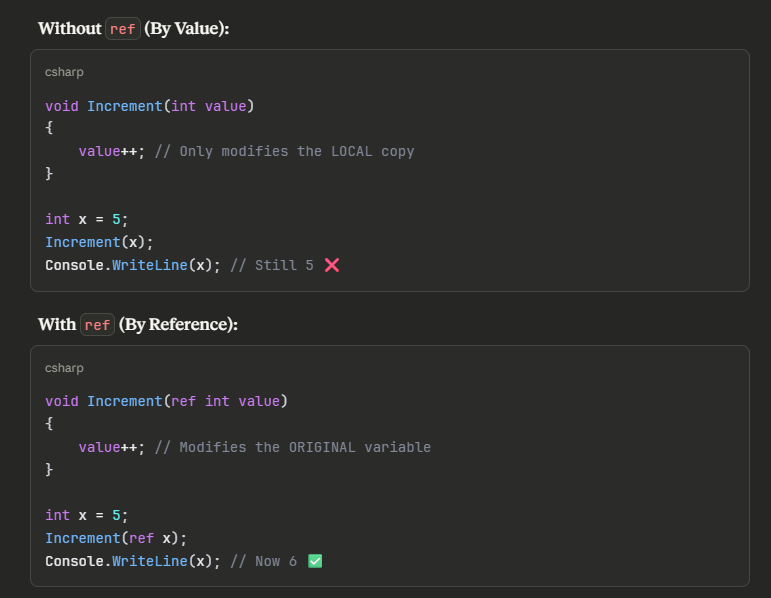 Without ref (By Value):
csharp
void Increment(int value)
{
    value++; // Only modifies the LOCAL copy
}
int x = 5;
Increment(x);
Console.WriteLine(x); // Still 5 ❌
With ref (By Reference):
csharp
void Increment(ref int value)
{
    value++; // Modifies the ORIGINAL variable
}
int x = 5;
Increment(ref x);
Console.WriteLine(x); // Now 6 ✅